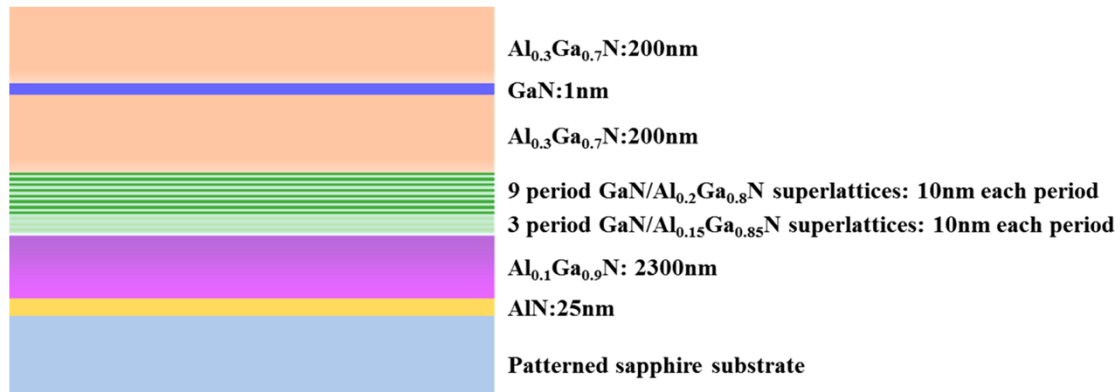 Al₀.₃Ga₀.₇N:200nm
GaN:1nm
Al₀.₃Ga₀.₇N:200nm
9 period GaN/Al₀.₂Ga₀.₈N superlattices: 10nm each period
3 period GaN/Al₀.₁₅Ga₀.₈₅N superlattices: 10nm each period
Al₀.₁Ga₀.₉N: 2300nm
AlN:25nm
Patterned sapphire substrate